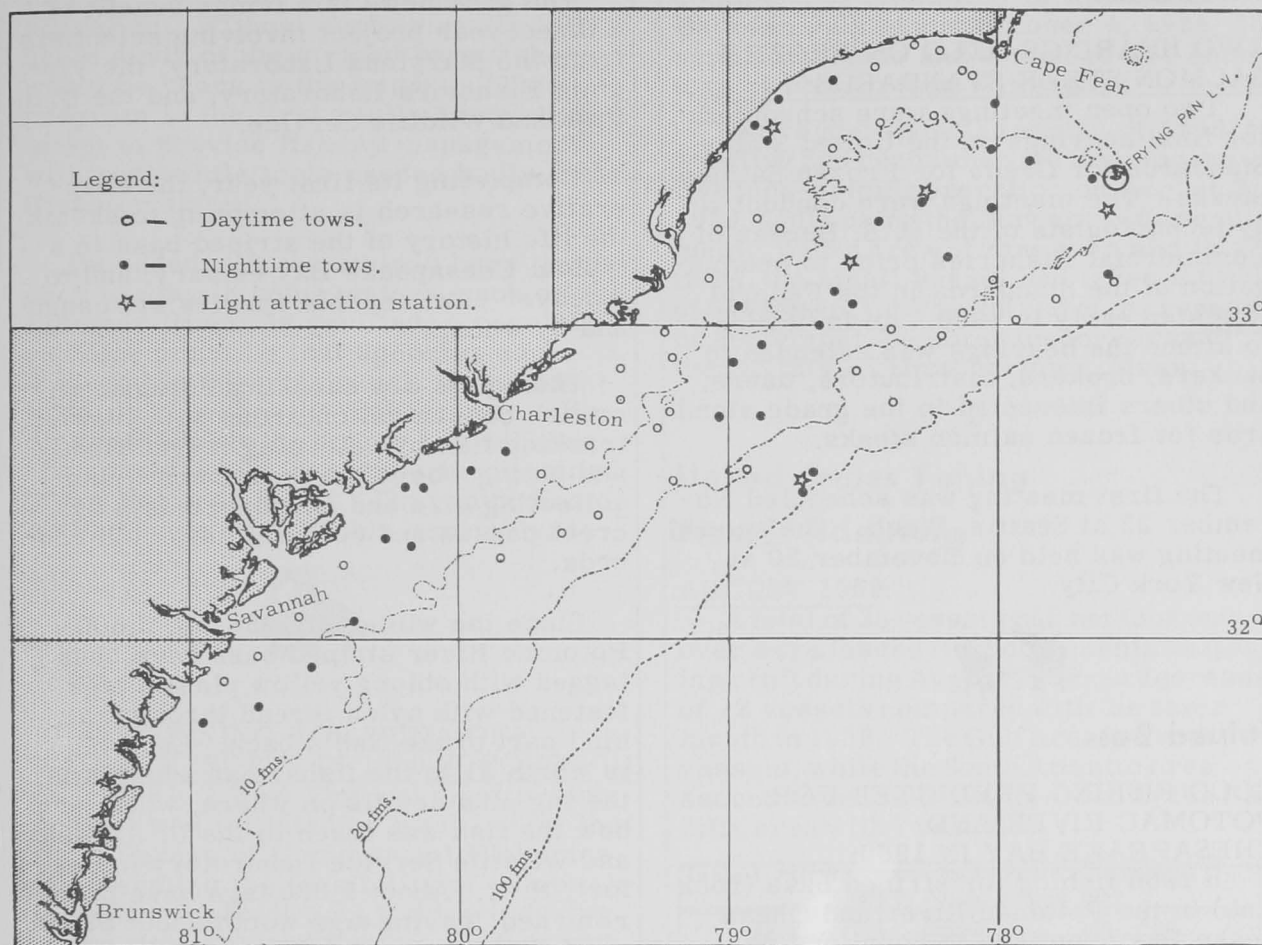 Cape Fear
FRYING PAN L.V.
Legend:
Daytime tows.
Nighttime tows.
Light attraction station.
33°
Charleston
Savannah
32°
10 fms.
20 fms.
100 fms.
Brunswick
81° 80° 79° 78°